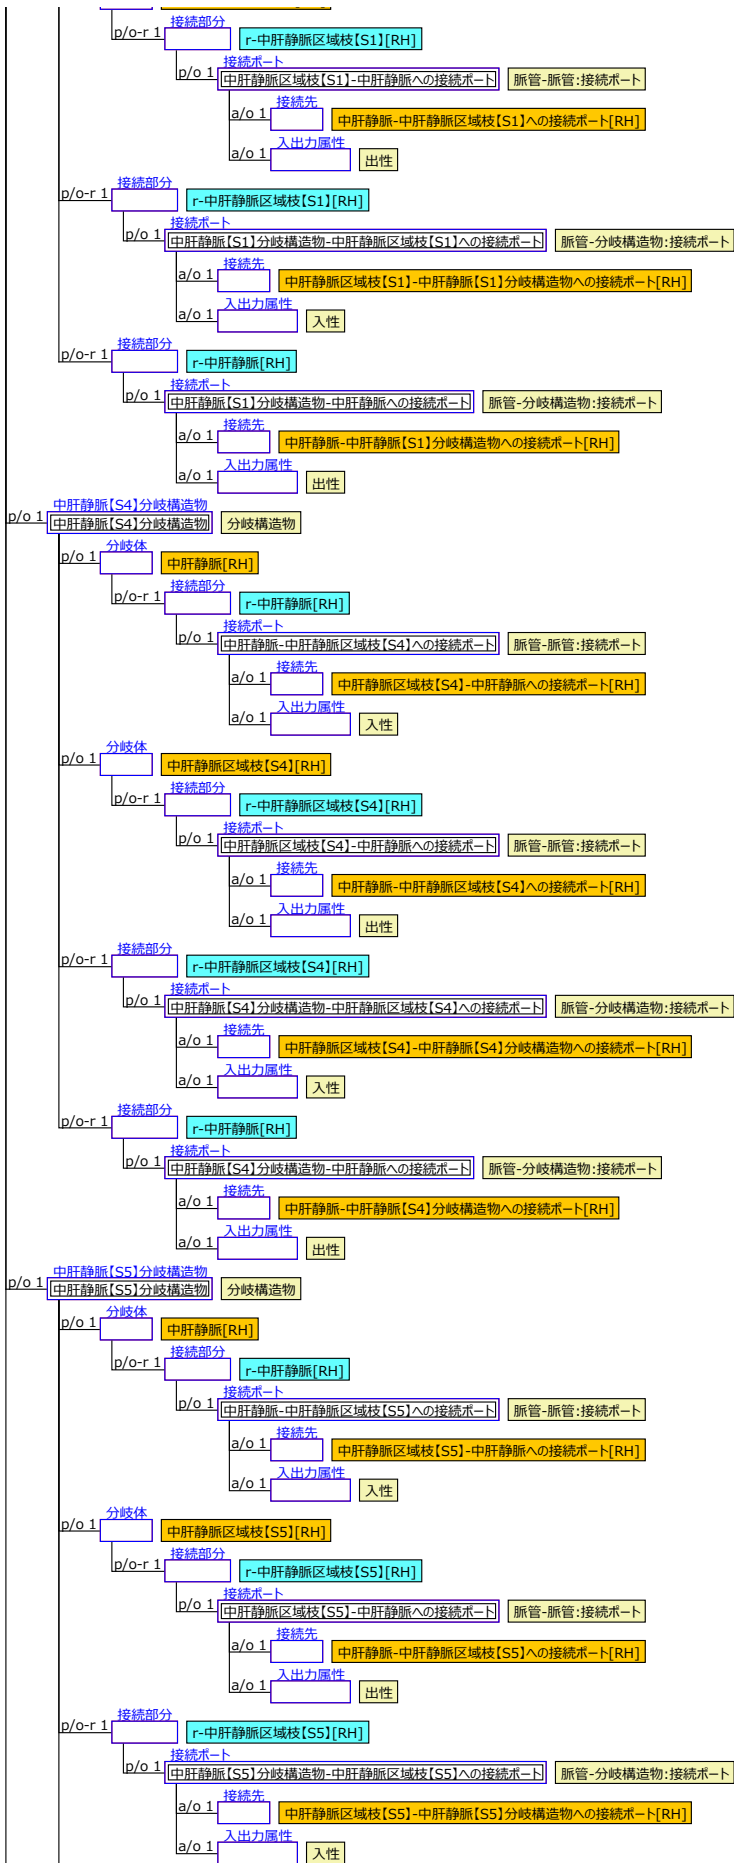 接続部分
p/o-r 1 r-中肝静脈区域枝【S1】[RH]
接続ポート
p/o 1 中肝静脈区域枝【S1】-中肝静脈への接続ポート 脈管-脈管:接続ポート
接続先
a/o 1 中肝静脈-中肝静脈区域枝【S1】への接続ポート[RH]
入出力属性
a/o 1 出性
接続部分
p/o-r 1 r-中肝静脈区域枝【S1】[RH]
接続ポート
p/o 1 中肝静脈【S1】分岐構造物-中肝静脈区域枝【S1】への接続ポート 脈管-分岐構造物:接続ポート
接続先
a/o 1 中肝静脈区域枝【S1】-中肝静脈【S1】分岐構造物への接続ポート[RH]
入出力属性
a/o 1 入性
接続部分
p/o-r 1 r-中肝静脈[RH]
接続ポート
p/o 1 中肝静脈【S1】分岐構造物-中肝静脈への接続ポート 脈管-分岐構造物:接続ポート
接続先
a/o 1 中肝静脈-中肝静脈【S1】分岐構造物への接続ポート[RH]
入出力属性
a/o 1 出性
中肝静脈【S4】分岐構造物
p/o 1 中肝静脈【S4】分岐構造物 分岐構造物
分岐体
p/o 1 中肝静脈[RH]
接続部分
p/o-r 1 r-中肝静脈[RH]
接続ポート
p/o 1 中肝静脈-中肝静脈区域枝【S4】への接続ポート 脈管-脈管:接続ポート
接続先
a/o 1 中肝静脈区域枝【S4】-中肝静脈への接続ポート[RH]
入出力属性
a/o 1 入性
分岐体
p/o 1 中肝静脈区域枝【S4】[RH]
接続部分
p/o-r 1 r-中肝静脈区域枝【S4】[RH]
接続ポート
p/o 1 中肝静脈区域枝【S4】-中肝静脈への接続ポート 脈管-脈管:接続ポート
接続先
a/o 1 中肝静脈-中肝静脈区域枝【S4】への接続ポート[RH]
入出力属性
a/o 1 出性
接続部分
p/o-r 1 r-中肝静脈区域枝【S4】[RH]
接続ポート
p/o 1 中肝静脈【S4】分岐構造物-中肝静脈区域枝【S4】への接続ポート 脈管-分岐構造物:接続ポート
接続先
a/o 1 中肝静脈区域枝【S4】-中肝静脈【S4】分岐構造物への接続ポート[RH]
入出力属性
a/o 1 入性
接続部分
p/o-r 1 r-中肝静脈[RH]
接続ポート
p/o 1 中肝静脈【S4】分岐構造物-中肝静脈への接続ポート 脈管-分岐構造物:接続ポート
接続先
a/o 1 中肝静脈-中肝静脈【S4】分岐構造物への接続ポート[RH]
入出力属性
a/o 1 出性
中肝静脈【S5】分岐構造物
p/o 1 中肝静脈【S5】分岐構造物 分岐構造物
分岐体
p/o 1 中肝静脈[RH]
接続部分
p/o-r 1 r-中肝静脈[RH]
接続ポート
p/o 1 中肝静脈-中肝静脈区域枝【S5】への接続ポート 脈管-脈管:接続ポート
接続先
a/o 1 中肝静脈区域枝【S5】-中肝静脈への接続ポート[RH]
入出力属性
a/o 1 入性
分岐体
p/o 1 中肝静脈区域枝【S5】[RH]
接続部分
p/o-r 1 r-中肝静脈区域枝【S5】[RH]
接続ポート
p/o 1 中肝静脈区域枝【S5】-中肝静脈への接続ポート 脈管-脈管:接続ポート
接続先
a/o 1 中肝静脈-中肝静脈区域枝【S5】への接続ポート[RH]
入出力属性
a/o 1 出性
接続部分
p/o-r 1 r-中肝静脈区域枝【S5】[RH]
接続ポート
p/o 1 中肝静脈【S5】分岐構造物-中肝静脈区域枝【S5】への接続ポート 脈管-分岐構造物:接続ポート
接続先
a/o 1 中肝静脈区域枝【S5】-中肝静脈【S5】分岐構造物への接続ポート[RH]
入出力属性
a/o 1 入性